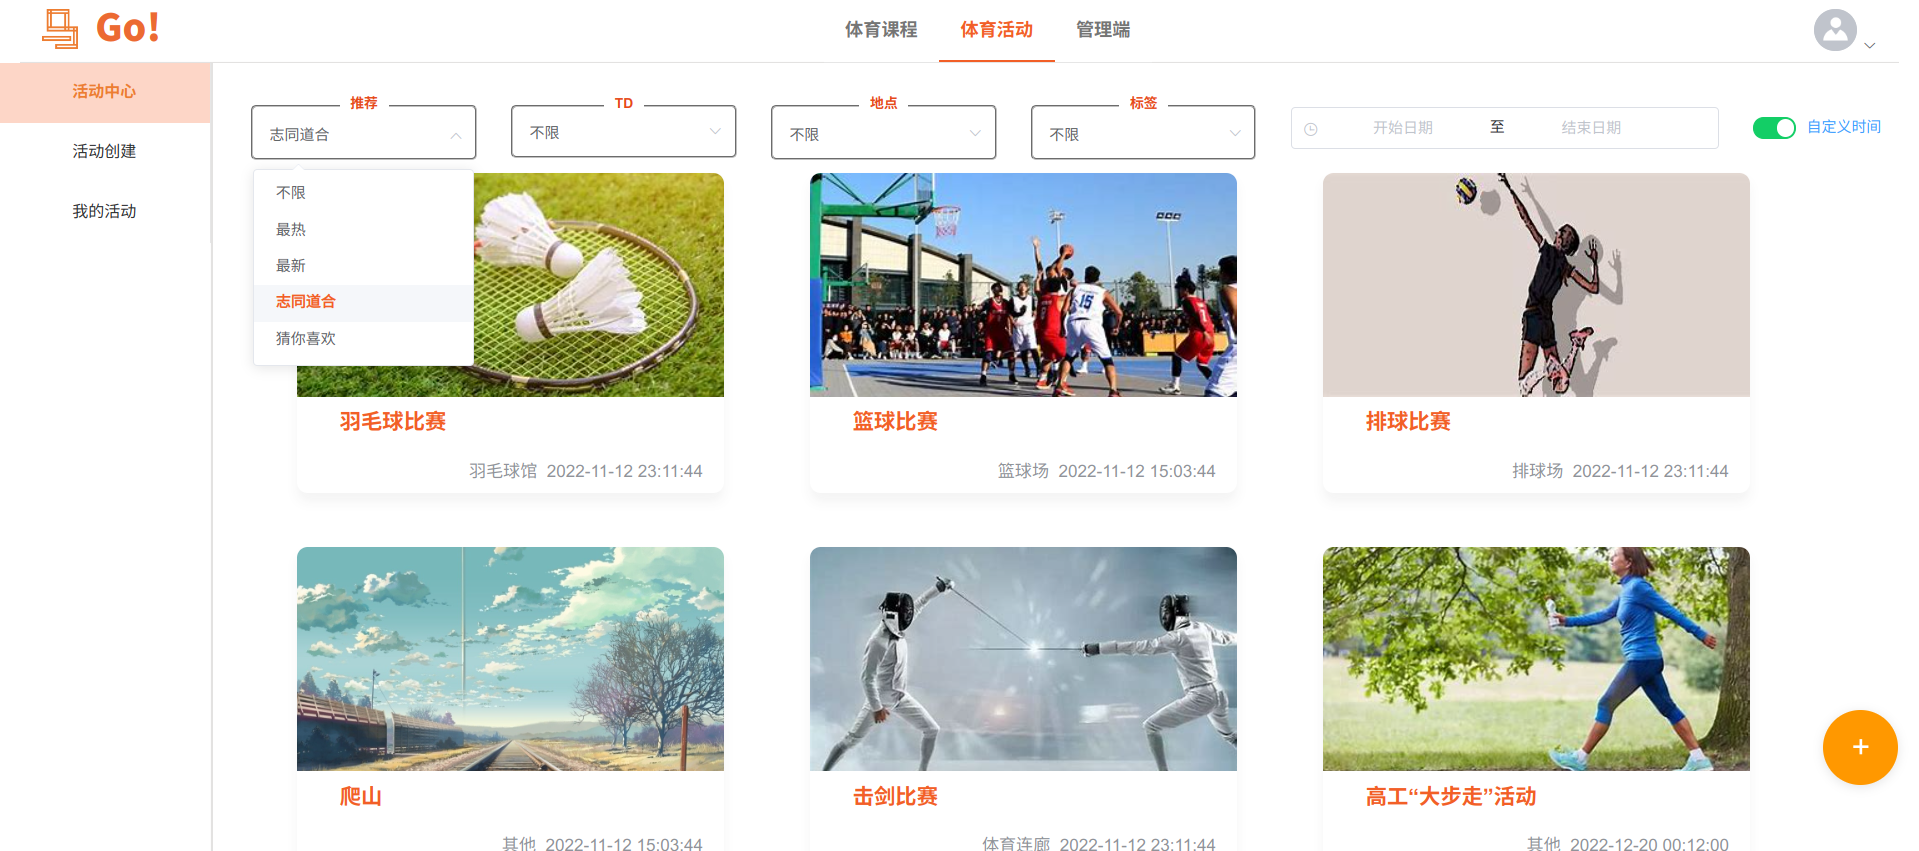 Go!
体育课程 体育活动 管理端
活动中心
活动创建
我的活动
推荐 TD 地点 标签
志同道合 不限 不限 不限 开始日期 至 结束日期 自定义时间
不限
最热
最新
志同道合
猜你喜欢
羽毛球比赛 篮球比赛 排球比赛
羽毛球馆 2022-11-12 23:11:44 篮球场 2022-11-12 15:03:44 排球场 2022-11-12 23:11:44
爬山 击剑比赛 高工“大步走”活动
其他 2022-11-12 15:03:44 体育连廊 2022-11-12 23:11:44 其他 2022-12-20 00:12:00